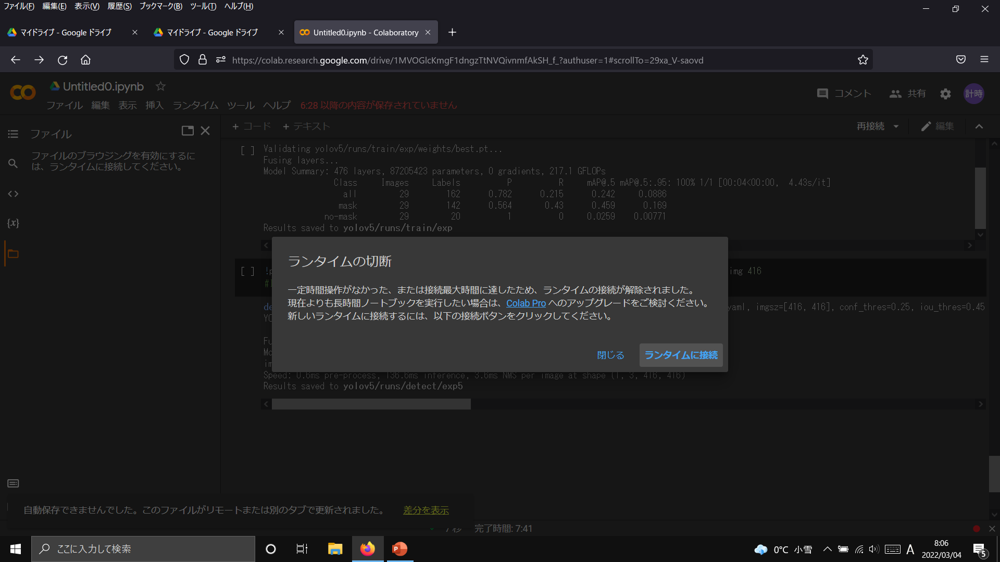 ファイル(F) 編集(E) 表示(V) 履歴(S) ブックマーク(B) ツール(T) ヘルプ(H)
マイドライブ - Google ドライブ
マイドライブ - Google ドライブ
Untitled0.ipynb - Colaboratory
https://colab.research.google.com/drive/1MVOGlcKmgF1dngzTtNVQivnmfAkSH_f_?authuser=1#scrollTo=29xa_V-saovd
Untitled0.ipynb
コメント 共有 計時
ファイル 編集 表示 挿入 ランタイム ツール ヘルプ 6:28 以降の内容が保存されていません
+ コード + テキスト
再接続 編集
ファイル
ファイルのブラウジングを有効にするに
は、ランタイムに接続してください。
[ ] Validating yolov5/runs/train/exp/weights/best.pt...
Fusing layers...
Model Summary: 476 layers, 87205423 parameters, 0 gradients, 217.1 GFLOPs
Class Images Labels P R mAP@.5 mAP@.5:.95: 100% 1/1 [00:04<00:00, 4.43s/it]
all 29 162 0.782 0.215 0.242 0.0886
mask 29 142 0.564 0.43 0.459 0.169
no-mask 29 20 1 0 0.0259 0.00771
Results saved to yolov5/runs/train/exp
{x}
ランタイムの切断
一定時間操作がなかった、または接続最大時間に達したため、ランタイムの接続が解除されました。
現在よりも長時間ノートブックを実行したい場合は、Colab Pro へのアップグレードをご検討ください。
新しいランタイムに接続するには、以下の接続ボタンをクリックしてください。
閉じる ランタイムに接続
[ ] !p img 416
#
de yaml, imgsz=[416, 416], conf_thres=0.25, iou_thres=0.45
YO
Fu
Mo
im
Speed: 0.6ms pre-process, 136.6ms inference, 3.6ms NMS per image at shape (1, 3, 416, 416)
Results saved to yolov5/runs/detect/exp5
自動保存できませんでした。このファイルがリモートまたは別のタブで更新されました。 差分を表示
7 秒 完了時間: 7:41
ここに入力して検索
0°C 小雪
A
8:06
2022/03/04
5